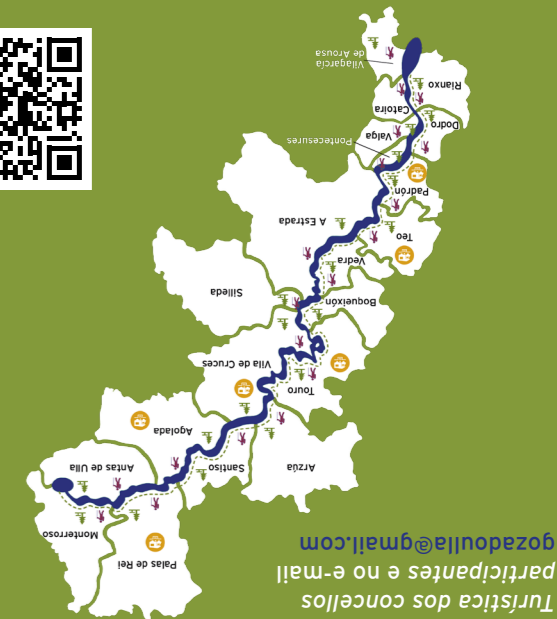 Turística dos concellos
participantes e no e-mail
gozadoulla@gmail.com
Palas de Rei
Monterroso
Arzúa
Santiso
Antas de Ulla
Agolada
Touro
Vila de Cruces
Boqueixón
Silleda
Vedra
Teo
A Estrada
Padrón
Pontecesures
Valga
Dodro
Catoira
Rianxo
Vilagarcía
de Arousa